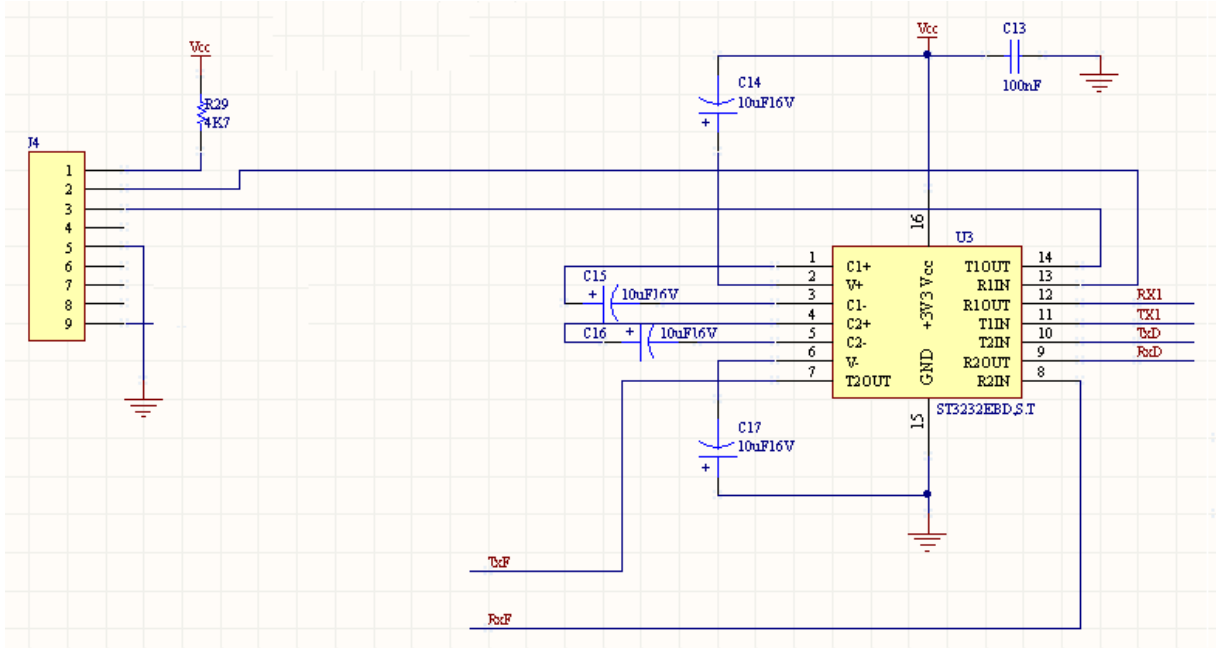 Vcc
C13
100nF
Vcc
C14
10uF16V
R29
4K7
J4
1
2
3
4
5
6
7
8
9
16
U3
1
2
3
4
5
6
7
C1+
V+
C1-
C2+
C2-
V-
T2OUT
+3V3 Vcc
GND
T1OUT
R1IN
R1OUT
T1IN
T2IN
R2OUT
R2IN
14
13
12
11
10
9
8
RX1
TX1
TxD
RxD
C15
+
10uF16V
C16
+
10uF16V
15
ST3232EBD,S.T
C17
10uF16V
+
+
TxF
RxF